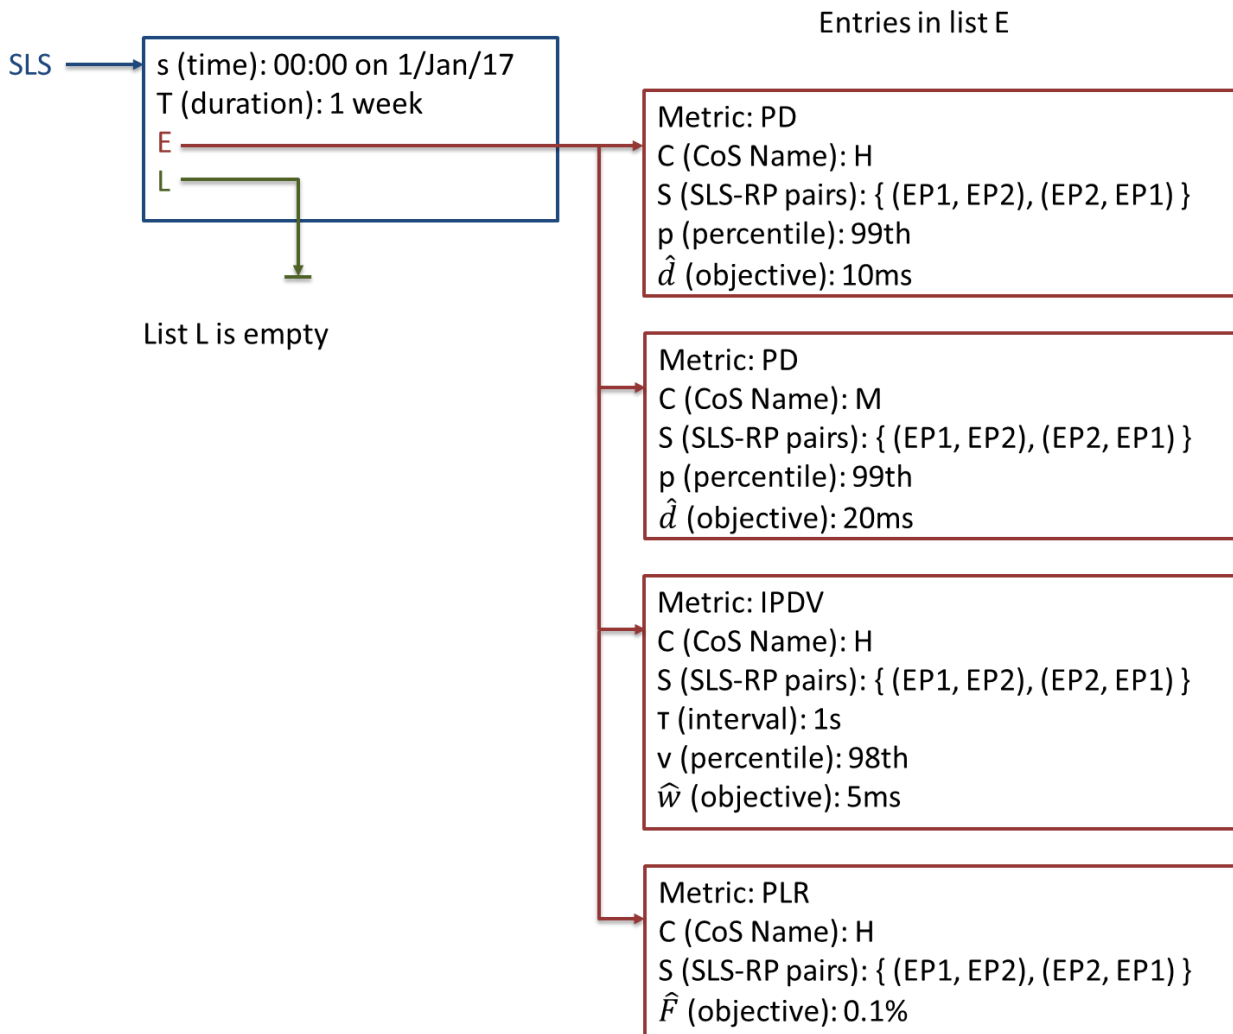 Entries in list E
SLS
s (time): 00:00 on 1/Jan/17
T (duration): 1 week
E
L
List L is empty
Metric: PD
C (CoS Name): H
S (SLS-RP pairs): { (EP1, EP2), (EP2, EP1) }
p (percentile): 99th
d̂ (objective): 10ms
Metric: PD
C (CoS Name): M
S (SLS-RP pairs): { (EP1, EP2), (EP2, EP1) }
p (percentile): 99th
d̂ (objective): 20ms
Metric: IPDV
C (CoS Name): H
S (SLS-RP pairs): { (EP1, EP2), (EP2, EP1) }
τ (interval): 1s
v (percentile): 98th
ŵ (objective): 5ms
Metric: PLR
C (CoS Name): H
S (SLS-RP pairs): { (EP1, EP2), (EP2, EP1) }
F̂ (objective): 0.1%